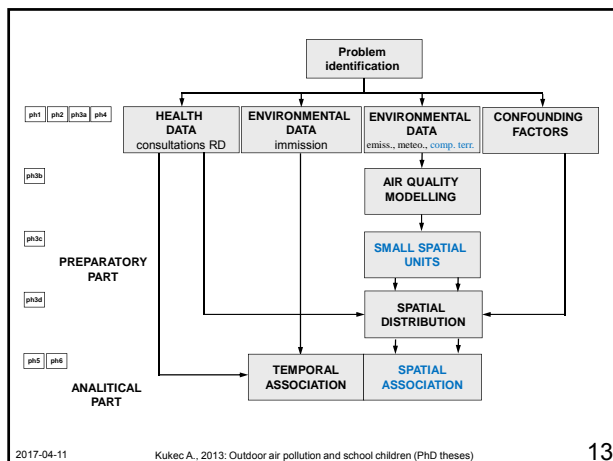 Problem
identification
ph1 ph2 ph3a ph4
HEALTH
DATA
consultations RD
ENVIRONMENTAL
DATA
immission
ENVIRONMENTAL
DATA
emiss., meteo., comp. terr.
CONFOUNDING
FACTORS
ph3b
AIR QUALITY
MODELLING
ph3c
SMALL SPATIAL
UNITS
PREPARATORY
PART
ph3d
SPATIAL
DISTRIBUTION
ph5 ph6
TEMPORAL
ASSOCIATION
SPATIAL
ASSOCIATION
ANALITICAL
PART
2017-04-11
Kukec A., 2013: Outdoor air pollution and school children (PhD theses)
13